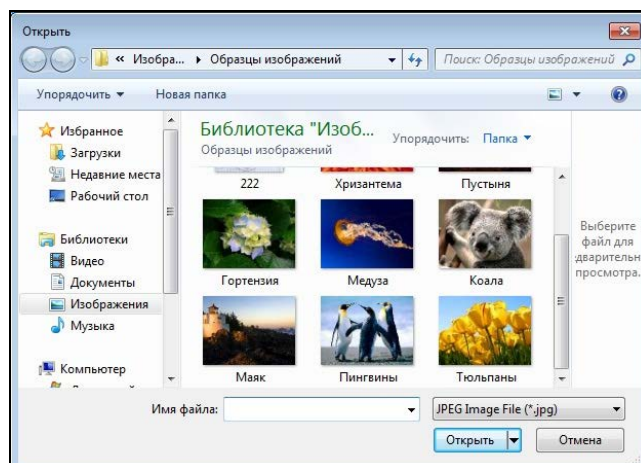 Открыть
« Изобра... ▸ Образцы изображений
Поиск: Образцы изображений
Упорядочить Новая папка
Избранное
Загрузки
Недавние места
Рабочий стол
Библиотеки
Видео
Документы
Изображения
Музыка
Компьютер
Библиотека "Изоб...
Образцы изображений
Упорядочить: Папка
222 Хризантема Пустыня
Гортензия Медуза Коала
Маяк Пингвины Тюльпаны
Выберите
файл для
просмотра.
Имя файла: JPEG Image File (*.jpg)
Открыть Отмена